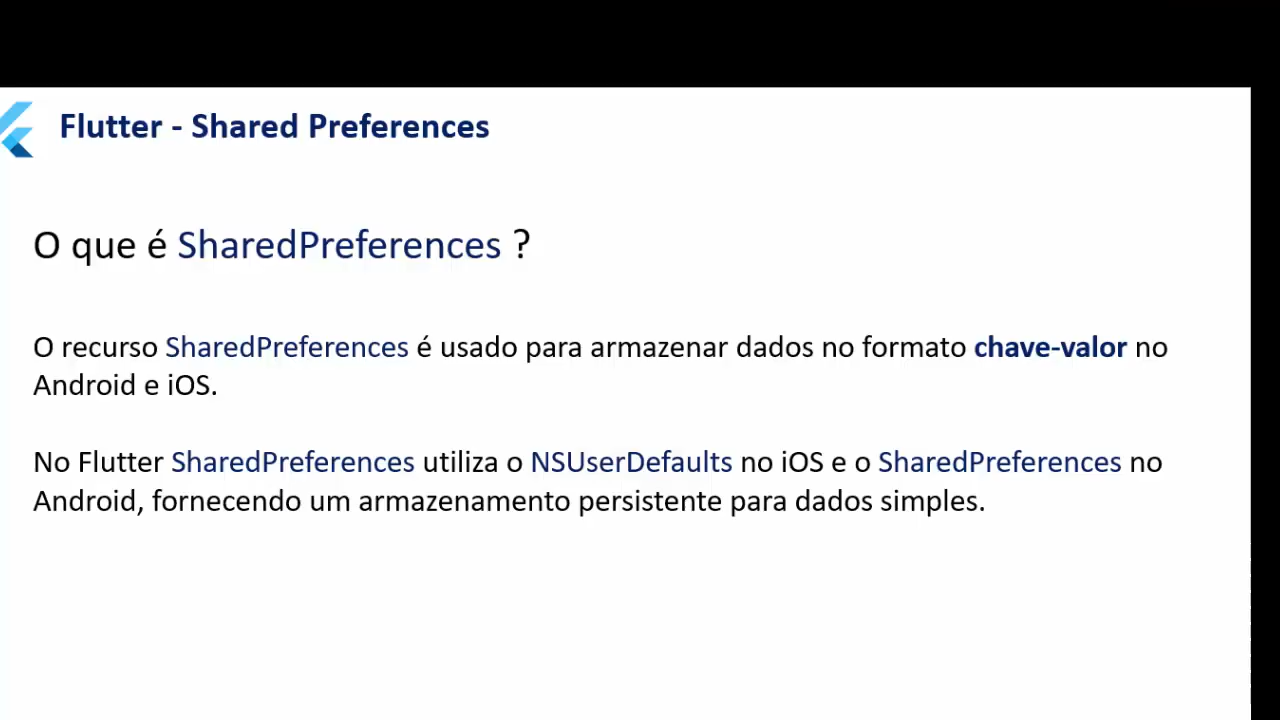 Flutter - Shared Preferences
O que é SharedPreferences ?
O recurso SharedPreferences é usado para armazenar dados no formato chave-valor no
Android e iOS.
No Flutter SharedPreferences utiliza o NSUserDefaults no iOS e o SharedPreferences no
Android, fornecendo um armazenamento persistente para dados simples.